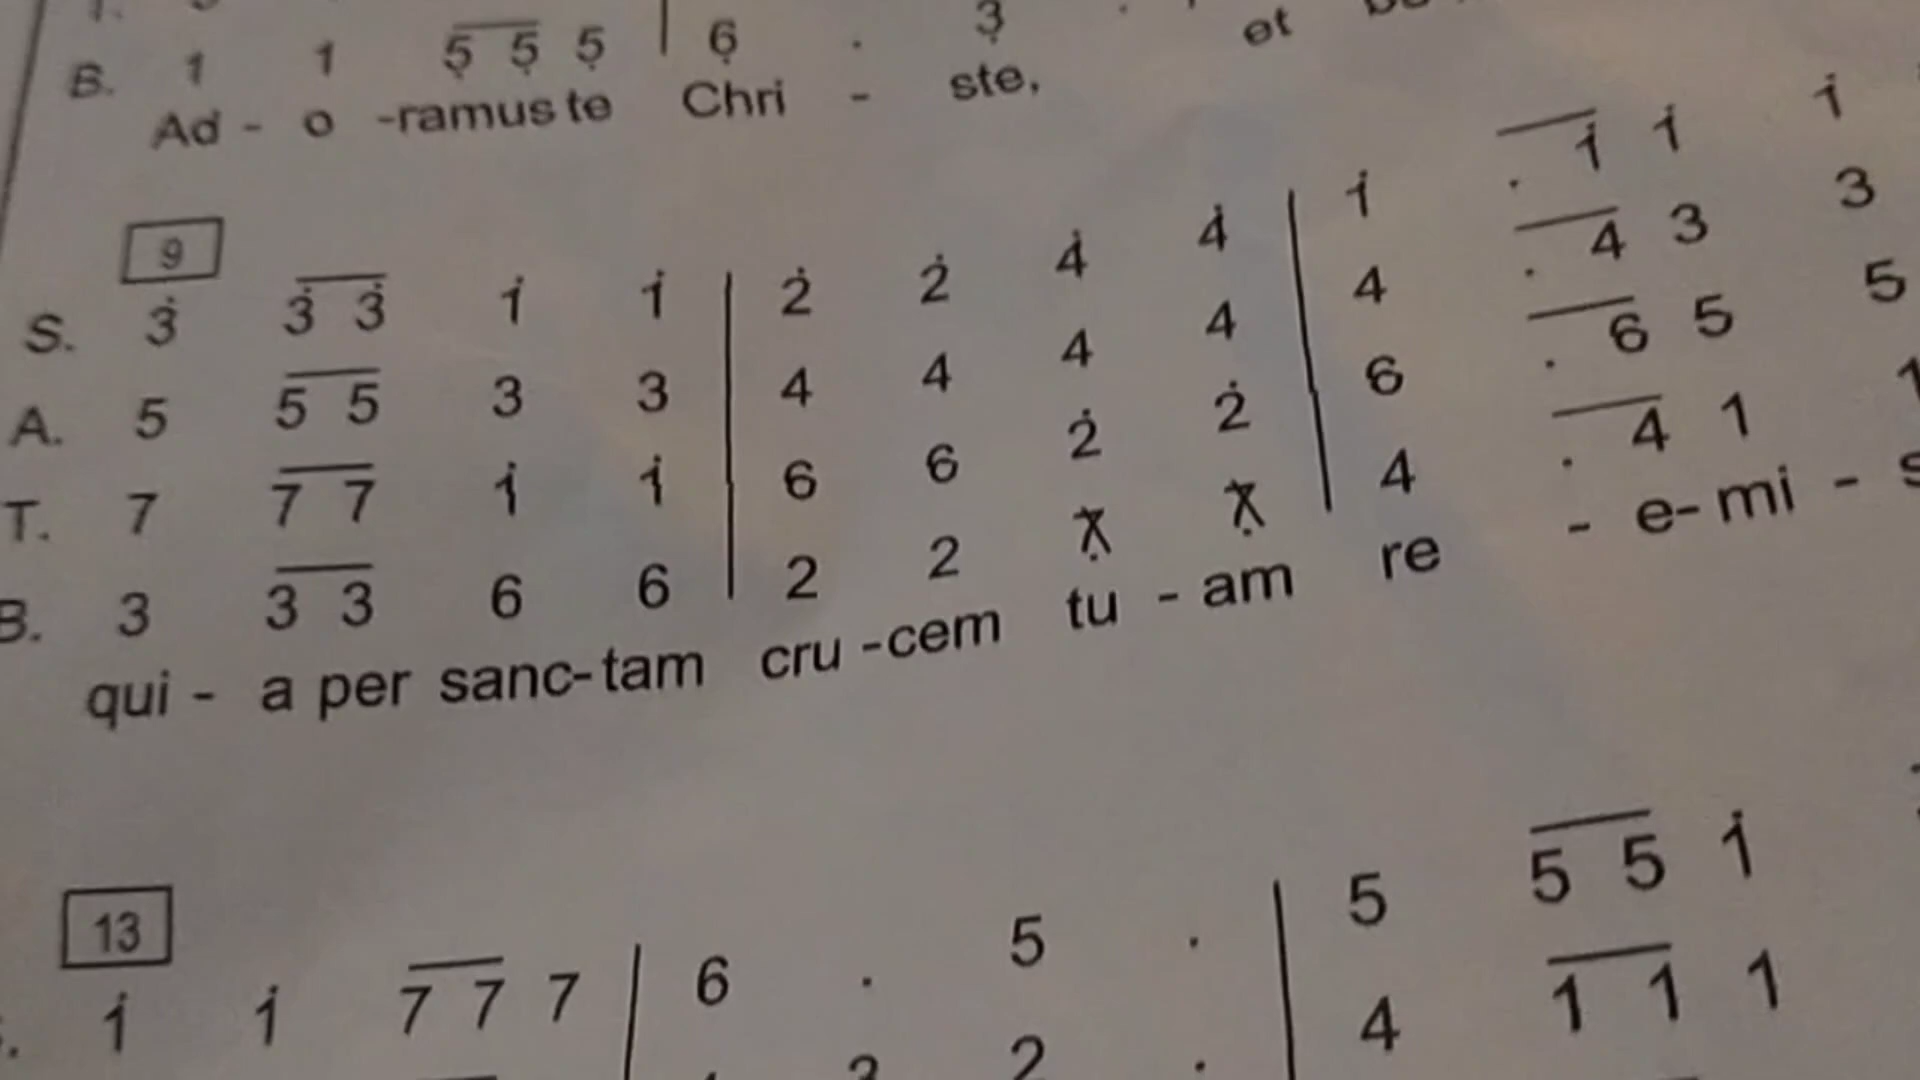 B. 1 1 5̣ 5̣ 5̣ | 6̣ . 3̣
Ad - o -ramus te Chri - ste, et
9
S. 3̇ 3̇ 3̇ 1̇ 1̇ | 2̇ 2̇ 4̇ 4̇ | 1̇ . 1̇ 1̇ 1̇
A. 5 5 5 3 3 | 4 4 4 4 | 4 . 4 3 3
T. 7 7 7 1̇ 1̇ | 6 6 2̇ 2̇ | 6 . 6 5 5
B. 3 3 3 6 6 | 2 2 7̣ 7̣ | 4 . 4 1 1
qui - a per sanc-tam cru -cem tu - am re - e- mi - s
13
. 1̇ 1̇ 7 7 7 | 6 . 5 . | 5 5 5 1̇
2 . 4 1 1 1